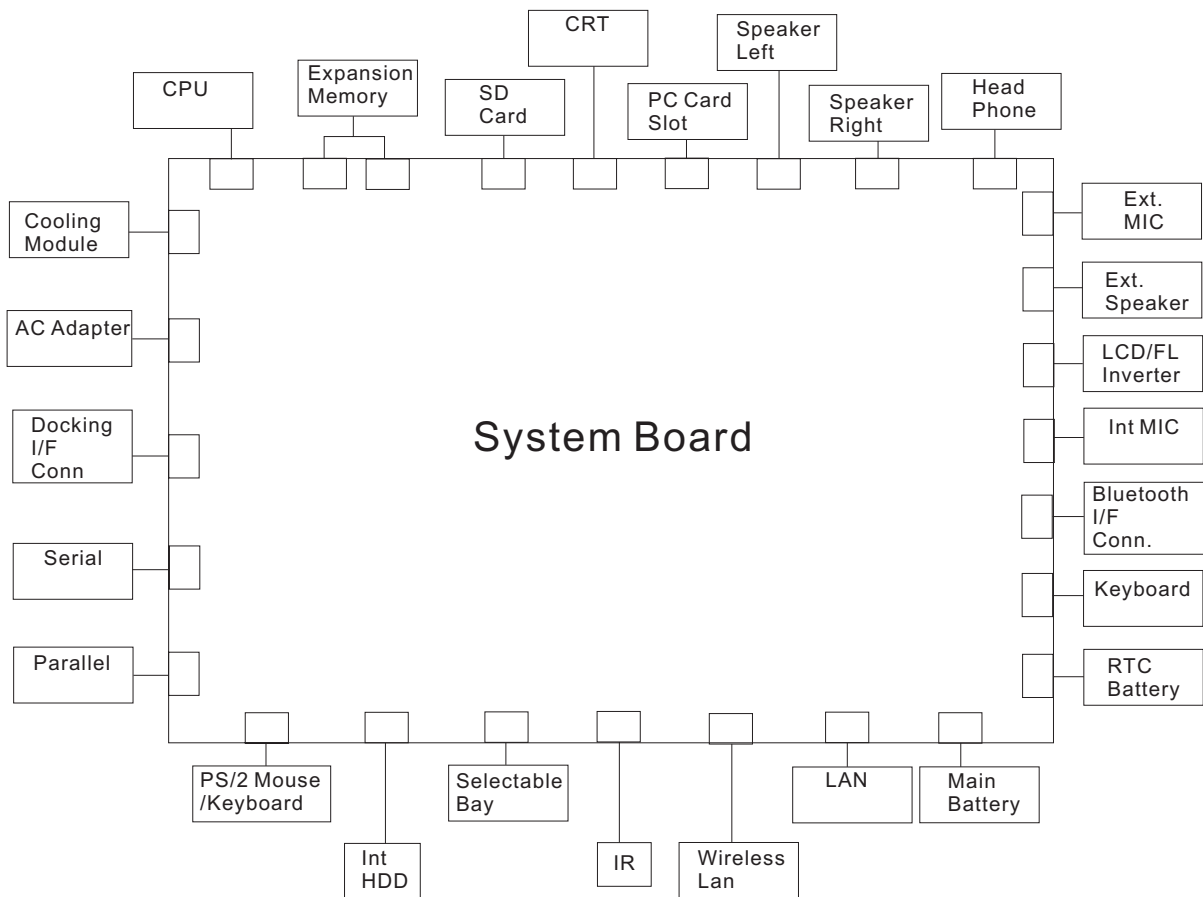 CRT
Speaker
Left
CPU
Expansion
Memory
SD
Card
PC Card
Slot
Speaker
Right
Head
Phone
Cooling
Module
Ext.
MIC
Ext.
Speaker
AC Adapter
LCD/FL
Inverter
Docking
I/F
Conn
System Board
Int MIC
Bluetooth
I/F
Conn.
Serial
Keyboard
Parallel
RTC
Battery
PS/2 Mouse
/Keyboard
Selectable
Bay
LAN
Main
Battery
Int
HDD
IR
Wireless
Lan